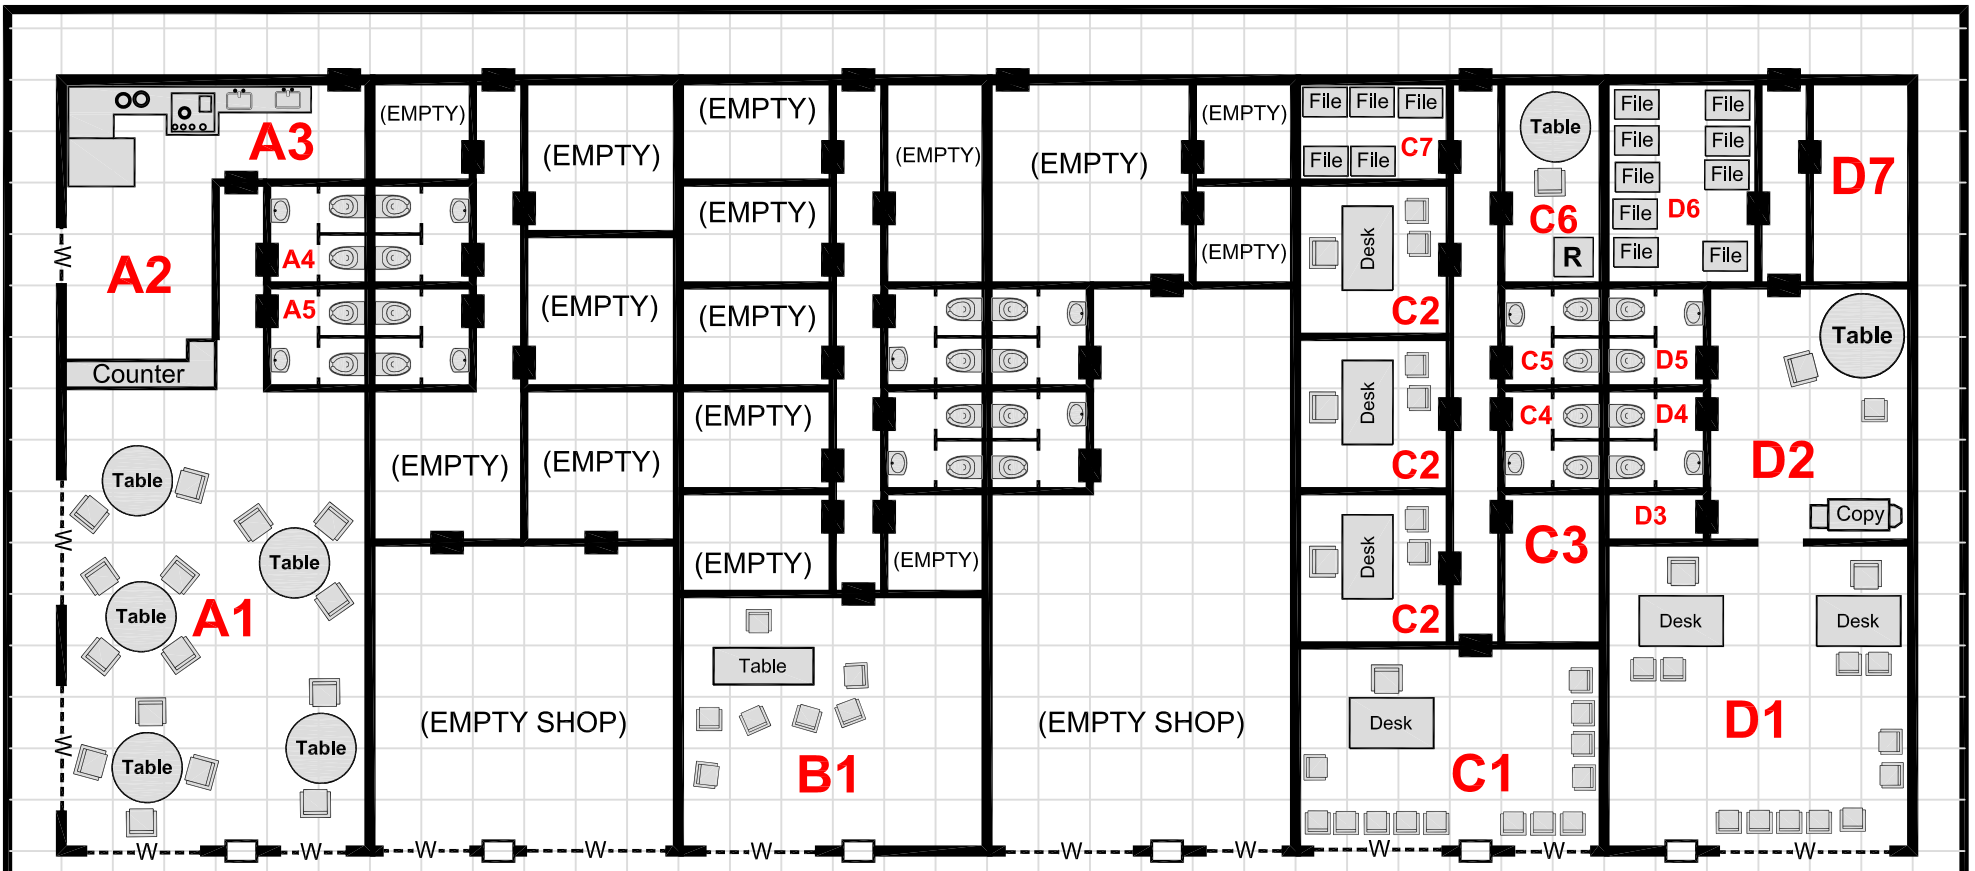 (EMPTY)
File
File
File
Table
File
File
A3
(EMPTY)
(EMPTY)
(EMPTY)
(EMPTY)
(EMPTY)
C7
File
File
File
File
File
File
D7
(EMPTY)
C6
File
D6
W
A2
A4
(EMPTY)
Desk
R
File
File
A5
(EMPTY)
(EMPTY)
C2
Table
Counter
C5
D5
(EMPTY)
Desk
C4
D4
Table
(EMPTY)
(EMPTY)
C2
D2
W
Table
(EMPTY)
(EMPTY)
Desk
C3
D3
Copy
Table
A1
C2
Desk
Desk
Table
W
Table
Table
(EMPTY SHOP)
B1
(EMPTY SHOP)
Desk
C1
D1
W
W
W
W
W
W
W
W
W
W